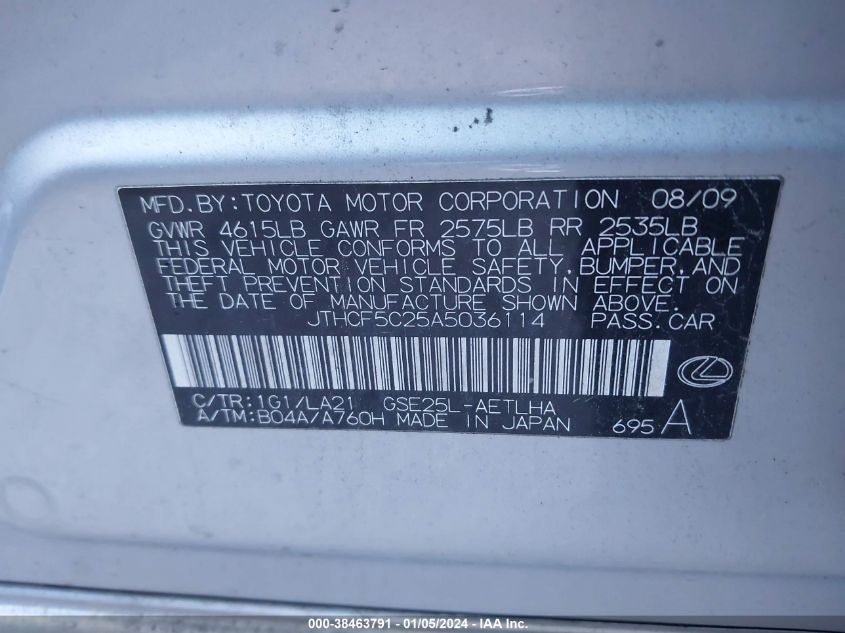 MFD. BY: TOYOTA MOTOR CORPORATION 08/09
GVWR 4615LB GAWR FR 2575LB RR 2535LB
THIS VEHICLE CONFORMS TO ALL APPLICABLE
FEDERAL MOTOR VEHICLE SAFETY, BUMPER, AND
THEFT PREVENTION STANDARDS IN EFFECT ON
THE DATE OF MANUFACTURE SHOWN ABOVE.
JTHCF5C25A5036114 PASS. CAR
C/TR: 1G1/LA21 GSE25L-AETLHA
A/TM: B04A/A760H MADE IN JAPAN 695 A
000-38463791 - 01/05/2024 - IAA Inc.